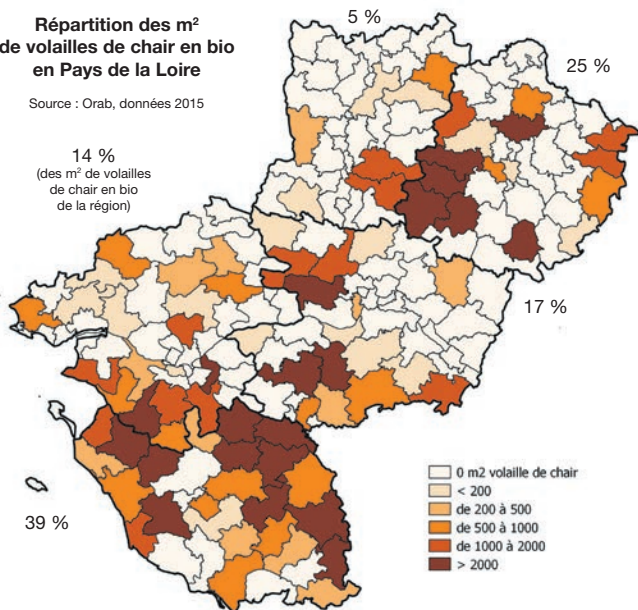 Répartition des m²
de volailles de chair en bio
en Pays de la Loire
Source : Orab, données 2015
5 %
25 %
14 %
(des m² de volailles
de chair en bio
de la région)
17 %
39 %
0 m2 volaille de chair
< 200
de 200 à 500
de 500 à 1000
de 1000 à 2000
> 2000